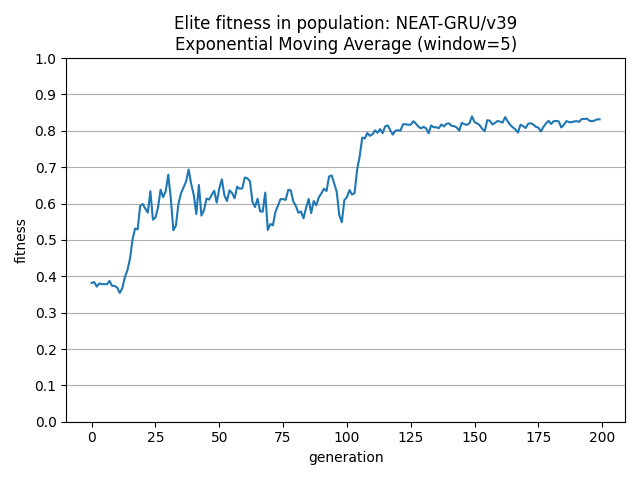 Elite fitness in population: NEAT-GRU/v39
Exponential Moving Average (window=5)
1.0
0.9
0.8
0.7
0.6
0.5
0.4
0.3
0.2
0.1
0.0
fitness
0 25 50 75 100 125 150 175 200
generation